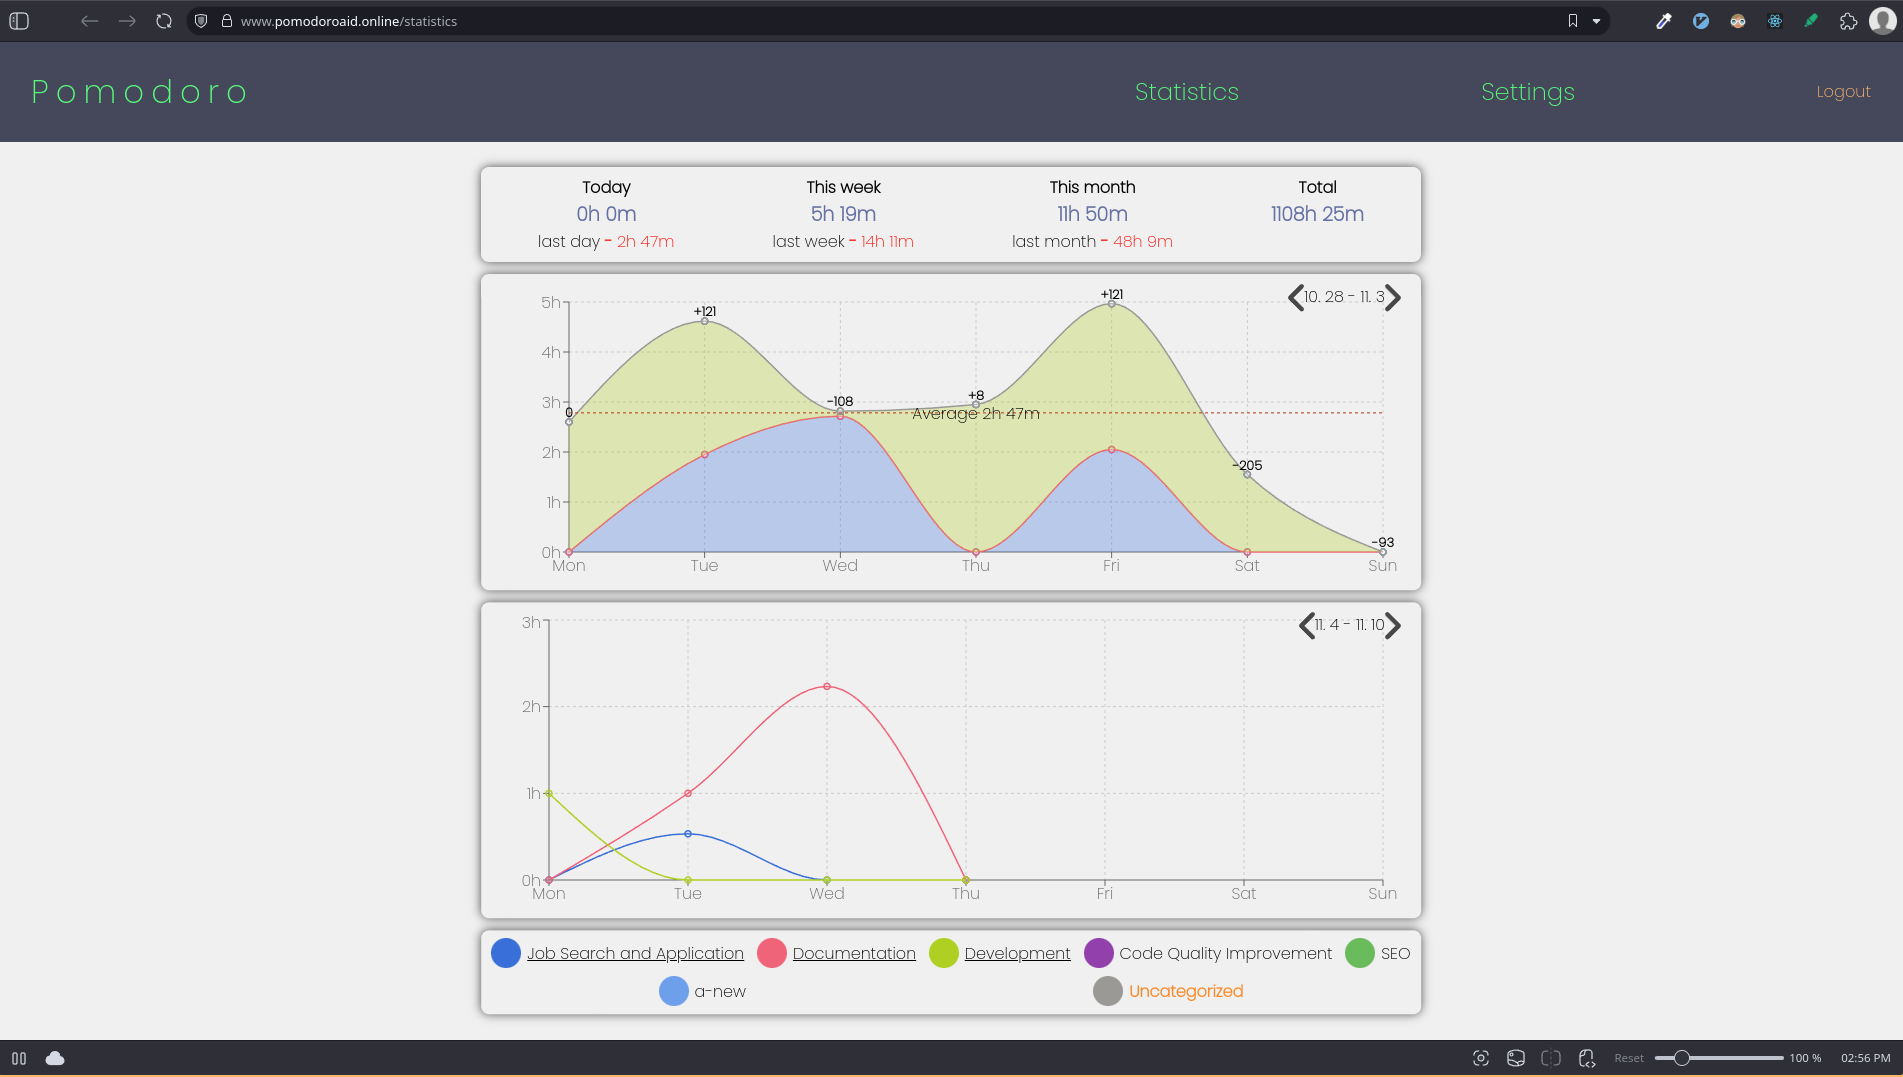 www.pomodoroaid.online/statistics
Pomodoro
Statistics
Settings
Logout
Today
0h 0m
last day - 2h 47m
This week
5h 19m
last week - 14h 11m
This month
11h 50m
last month - 48h 9m
Total
1108h 25m
10. 28 - 11. 3
5h
4h
3h
2h
1h
0h
0
+121
-108
+8
+121
-205
-93
Average 2h 47m
Mon Tue Wed Thu Fri Sat Sun
11. 4 - 11. 10
3h
2h
1h
0h
Mon Tue Wed Thu Fri Sat Sun
Job Search and Application Documentation Development Code Quality Improvement SEO
a-new Uncategorized
Reset 100 % 02:56 PM